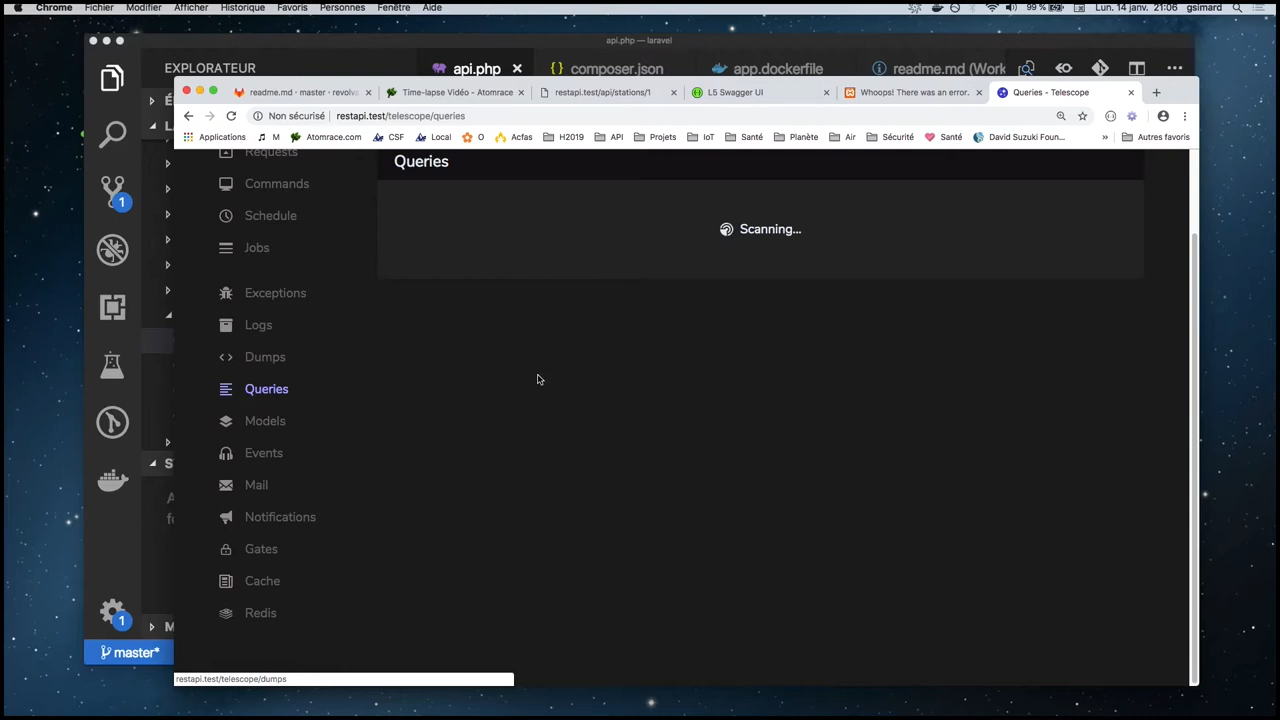 Chrome Fichier Modifier Afficher Historique Favoris Personnes Fenêtre Aide 99 % Lun. 14 janv. 21:06 gsimard
api.php — laravel
EXPLORATEUR api.php composer.json app.dockerfile readme.md (Work
readme.md · master · revolv Time-lapse Vidéo - Atomrace restapi.test/api/stations/1 L5 Swagger UI Whoops! There was an error. Queries - Telescope
Non sécurisé restapi.test/telescope/queries
Applications M Atomrace.com CSF Local O Acfas H2019 API Projets IoT Santé Planète Air Sécurité Santé David Suzuki Foun... » Autres favoris
Requests
Queries
Commands
Scanning...
Schedule
Jobs
Exceptions
Logs
Dumps
Queries
Models
Events
Mail
Notifications
Gates
Cache
Redis
1
1
master*
restapi.test/telescope/dumps